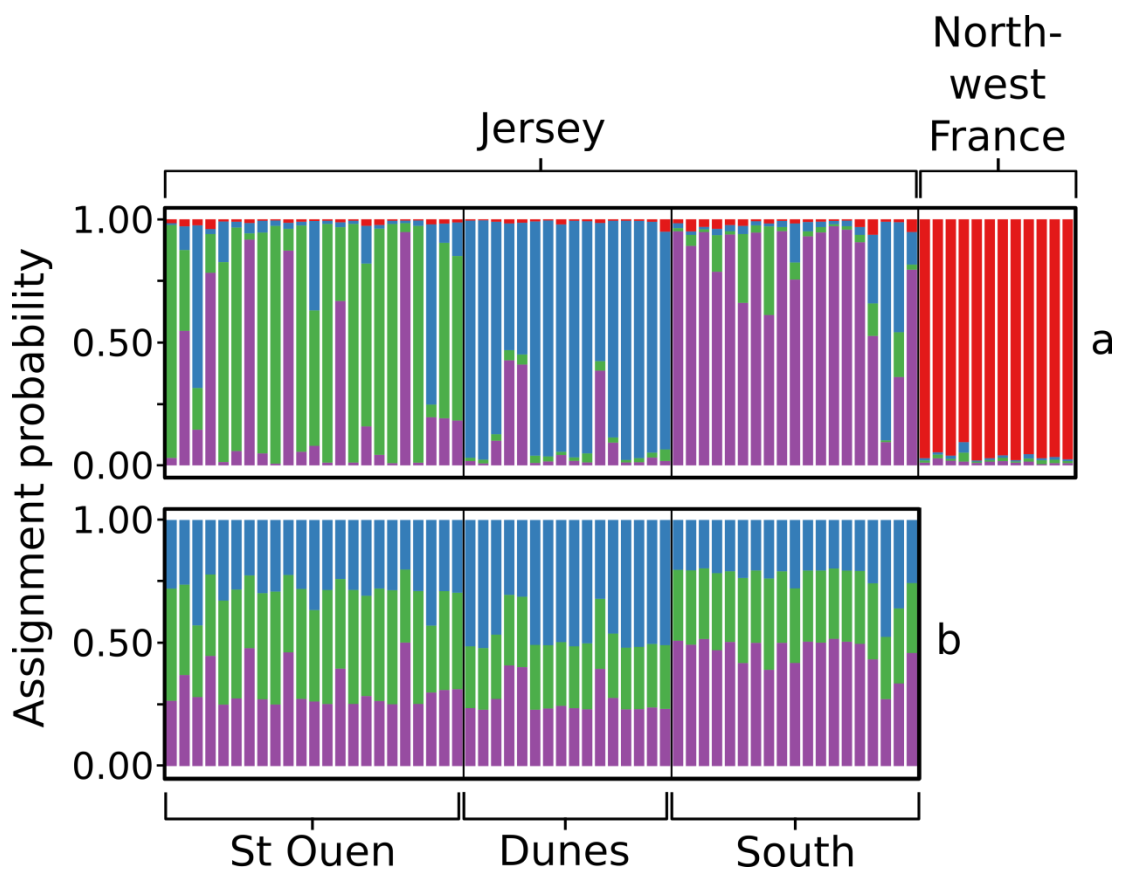 North-
west
France
Jersey
Assignment probability
1.00
0.50
0.00
a
1.00
0.50
0.00
b
St Ouen
Dunes
South